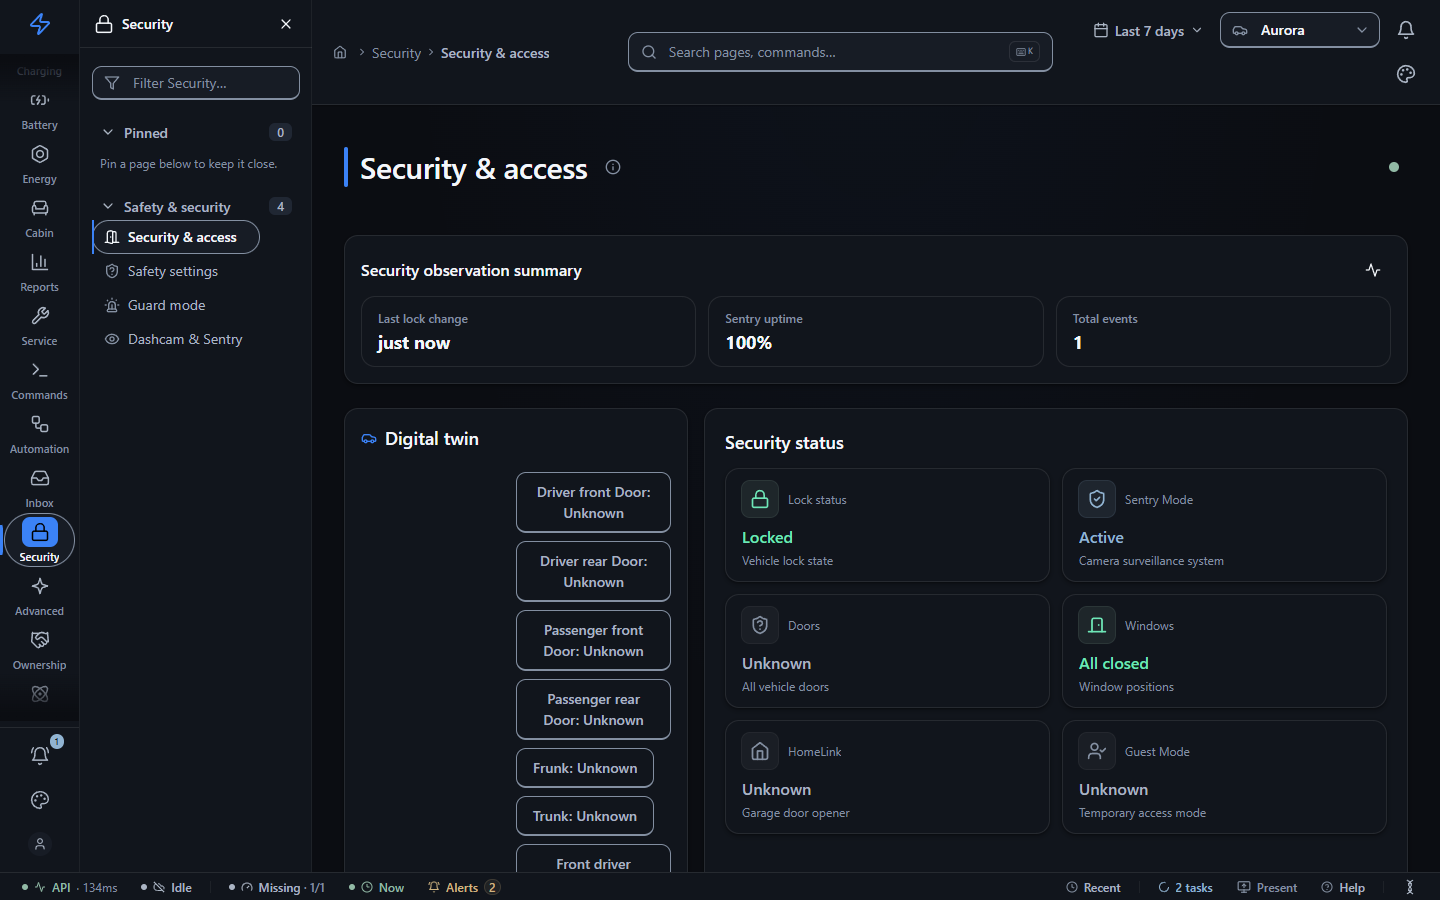 Security
Charging
Battery
Energy
Cabin
Reports
Service
Commands
Automation
Inbox
Security
Advanced
Ownership
1
Filter Security...
Pinned
0
Pin a page below to keep it close.
Safety & security
4
Security & access
Safety settings
Guard mode
Dashcam & Sentry
Security
Security & access
Search pages, commands...
K
Last 7 days
Aurora
Security & access
Security observation summary
Last lock change
just now
Sentry uptime
100%
Total events
1
Digital twin
Driver front Door:
Unknown
Driver rear Door:
Unknown
Passenger front
Door: Unknown
Passenger rear
Door: Unknown
Frunk: Unknown
Trunk: Unknown
Front driver
Security status
Lock status
Locked
Vehicle lock state
Sentry Mode
Active
Camera surveillance system
Doors
Unknown
All vehicle doors
Windows
All closed
Window positions
HomeLink
Unknown
Garage door opener
Guest Mode
Unknown
Temporary access mode
API · 134ms
Idle
Missing · 1/1
Now
Alerts 2
Recent
2 tasks
Present
Help